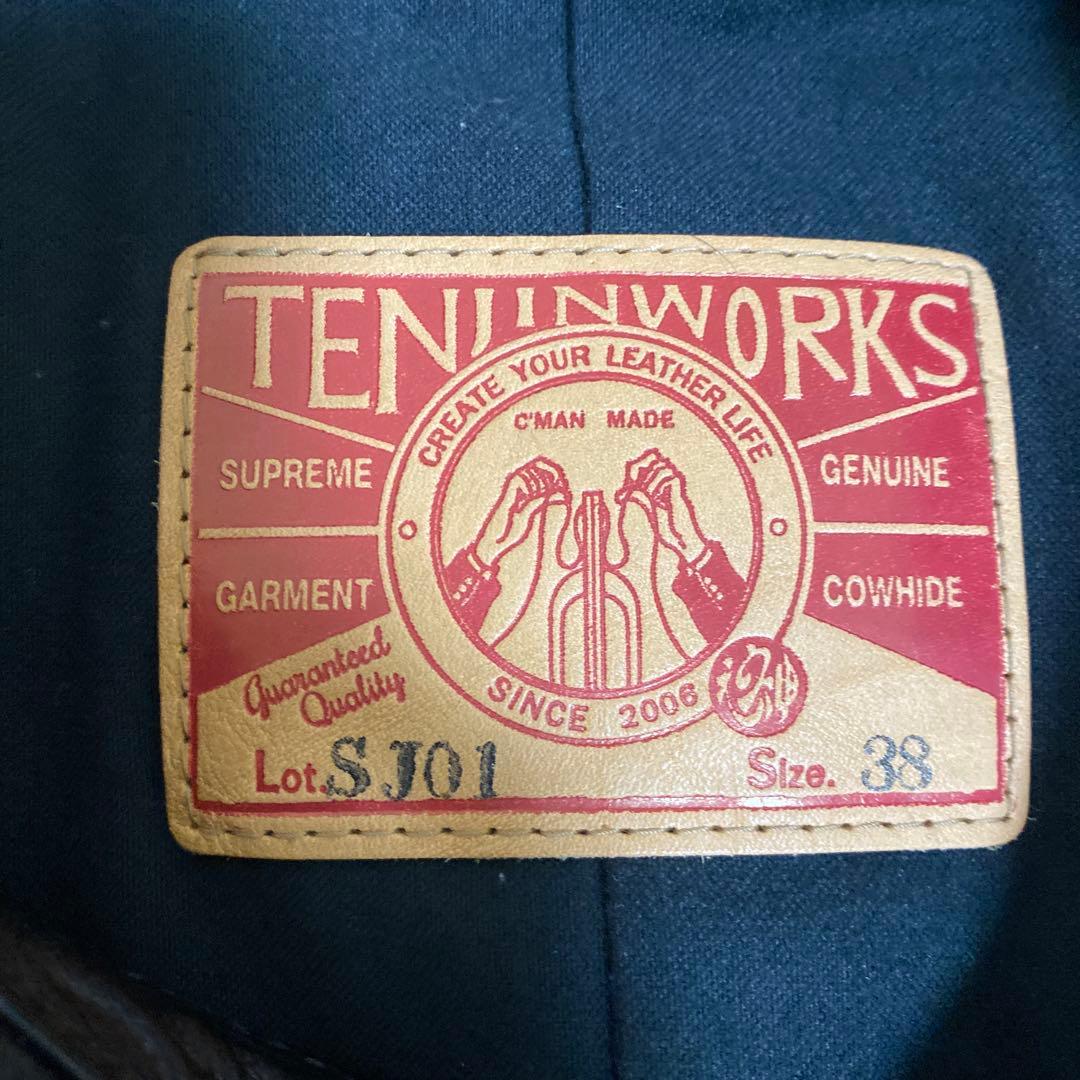 TENJINWORKS
CREATE YOUR LEATHER LIFE
C'MAN MADE
SUPREME
GENUINE
GARMENT
COWHIDE
Guaranteed
Quality
SINCE 2006
Lot. SJ01
Size. 38